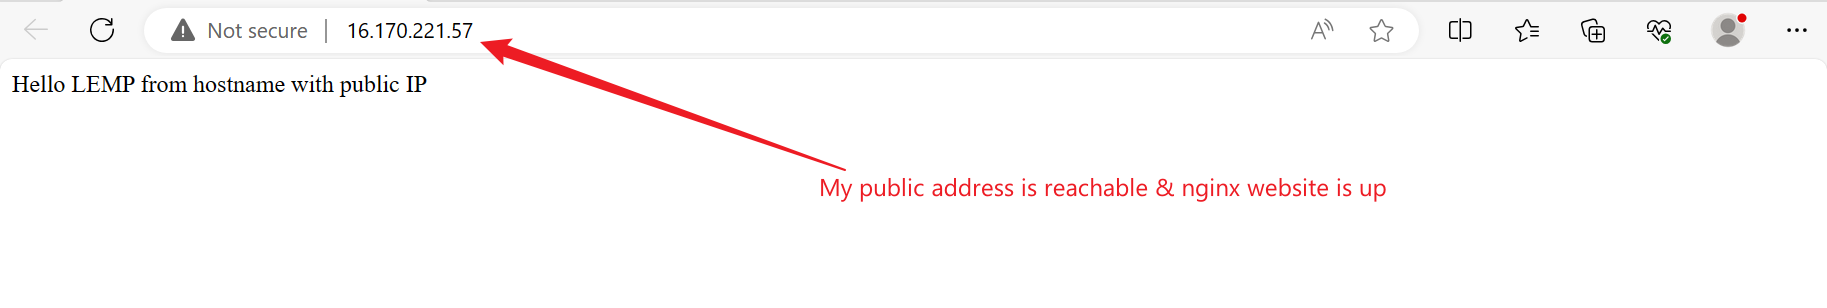 Not secure | 16.170.221.57
Hello LEMP from hostname with public IP
My public address is reachable & nginx website is up